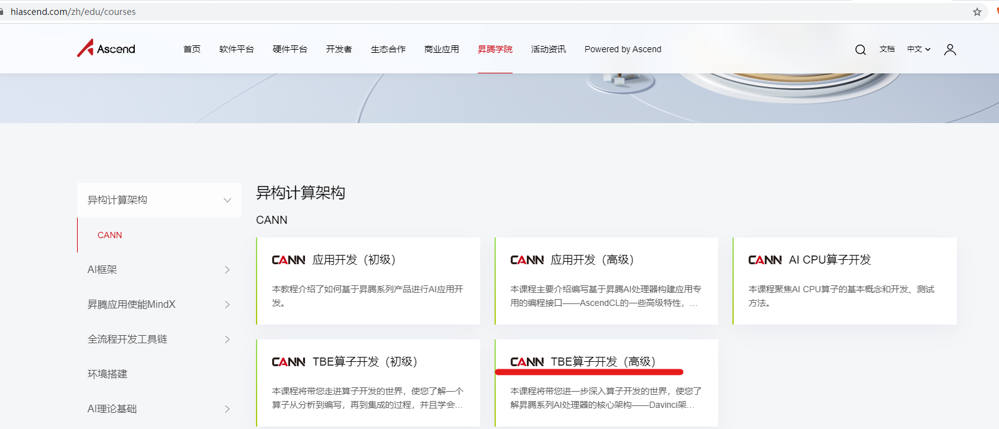 hiascend.com/zh/edu/courses
Ascend 首页 软件平台 硬件平台 开发者 生态合作 商业应用 昇腾学院 活动资讯 Powered by Ascend 文档 中文
异构计算架构
CANN
AI框架
昇腾应用使能MindX
全流程开发工具链
环境搭建
AI理论基础
异构计算架构
CANN
CANN 应用开发（初级）
本教程介绍了如何基于昇腾系列产品进行AI应用开
发。
CANN 应用开发（高级）
本课程主要介绍编写基于昇腾AI处理器构建应用专
用的编程接口——AscendCL的一些高级特性，...
CANN AI CPU算子开发
本课程聚焦AI CPU算子的基本概念和开发、测试
方法。
CANN TBE算子开发（初级）
本课程将带您走进算子开发的世界，使您了解一个
算子从分析到编写，再到集成的过程，并且学会...
CANN TBE算子开发（高级）
本课程将带您进一步深入算子开发的世界，使您了
解昇腾系列AI处理器的核心架构——Davinci架...